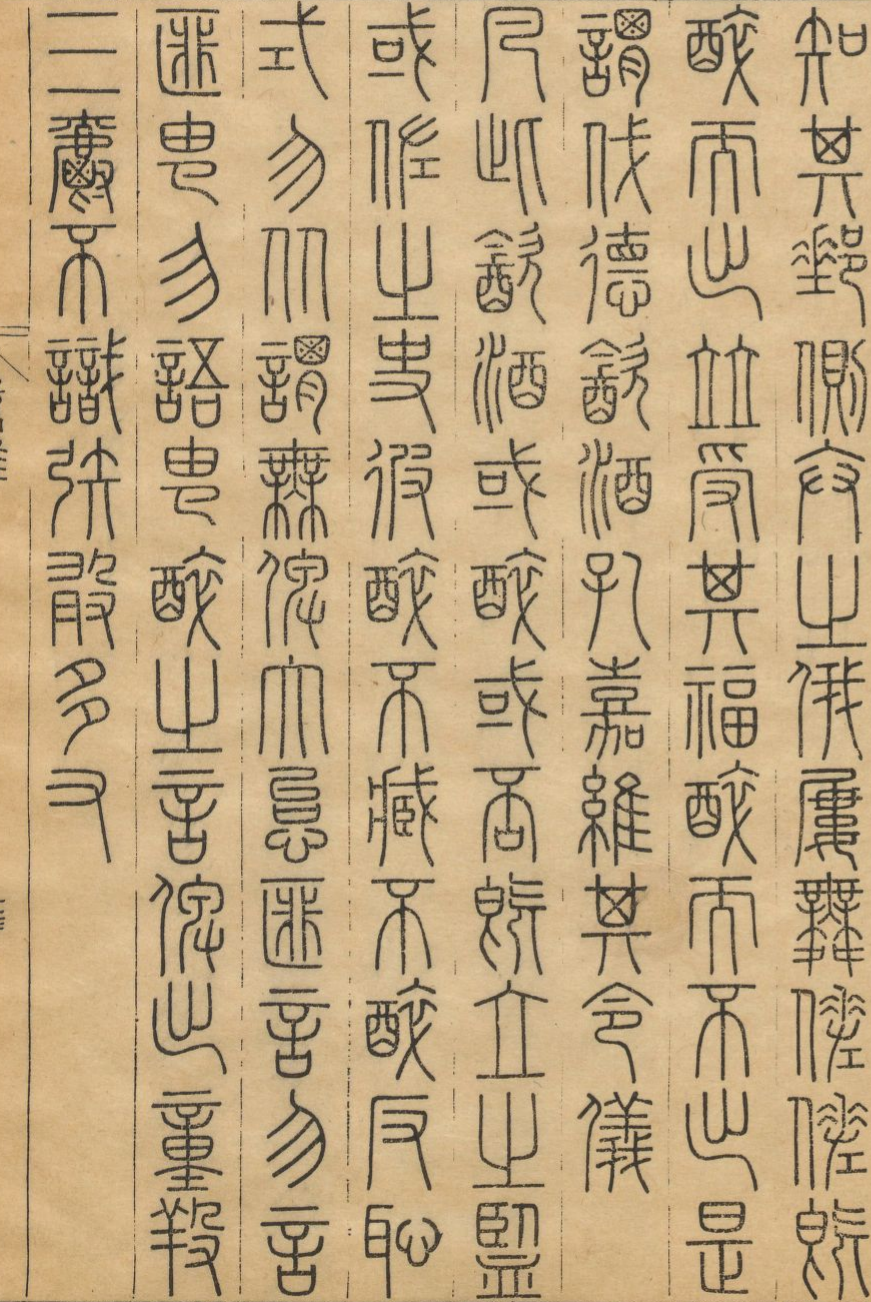 知其郵側弁之俄屢舞傞傞既
醉而出並受其福醉而不出是
謂伐德飲酒孔嘉維其令儀
凡此飲酒或醉或否既立之監
或佐之史彼醉不臧不醉反恥
式勿从謂無俾大怠匪言勿言
匪由勿語由醉之言俾出童羖
三爵不識矧敢多又